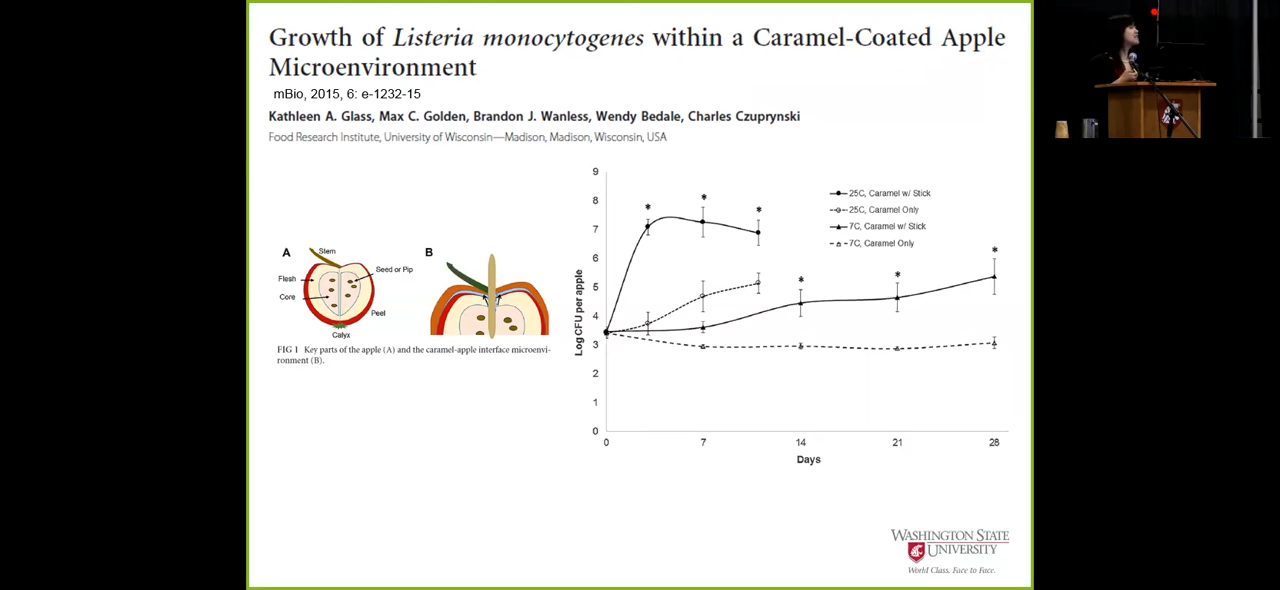 Growth of Listeria monocytogenes within a Caramel-Coated Apple
Microenvironment
mBio, 2015, 6: e-1232-15
Kathleen A. Glass, Max C. Golden, Brandon J. Wanless, Wendy Bedale, Charles Czuprynski
Food Research Institute, University of Wisconsin—Madison, Madison, Wisconsin, USA
A
Stem
Flesh
Seed or Pip
Core
Peel
Calyx
B
FIG 1 Key parts of the apple (A) and the caramel-apple interface microenvi-
ronment (B).
Log CFU per apple
9
8
7
6
5
4
3
2
1
0
0 7 14 21 28
Days
25C, Caramel w/ Stick
25C, Caramel Only
7C, Caramel w/ Stick
7C, Caramel Only
* * * * * *
WASHINGTON STATE
UNIVERSITY
World Class. Face to Face.